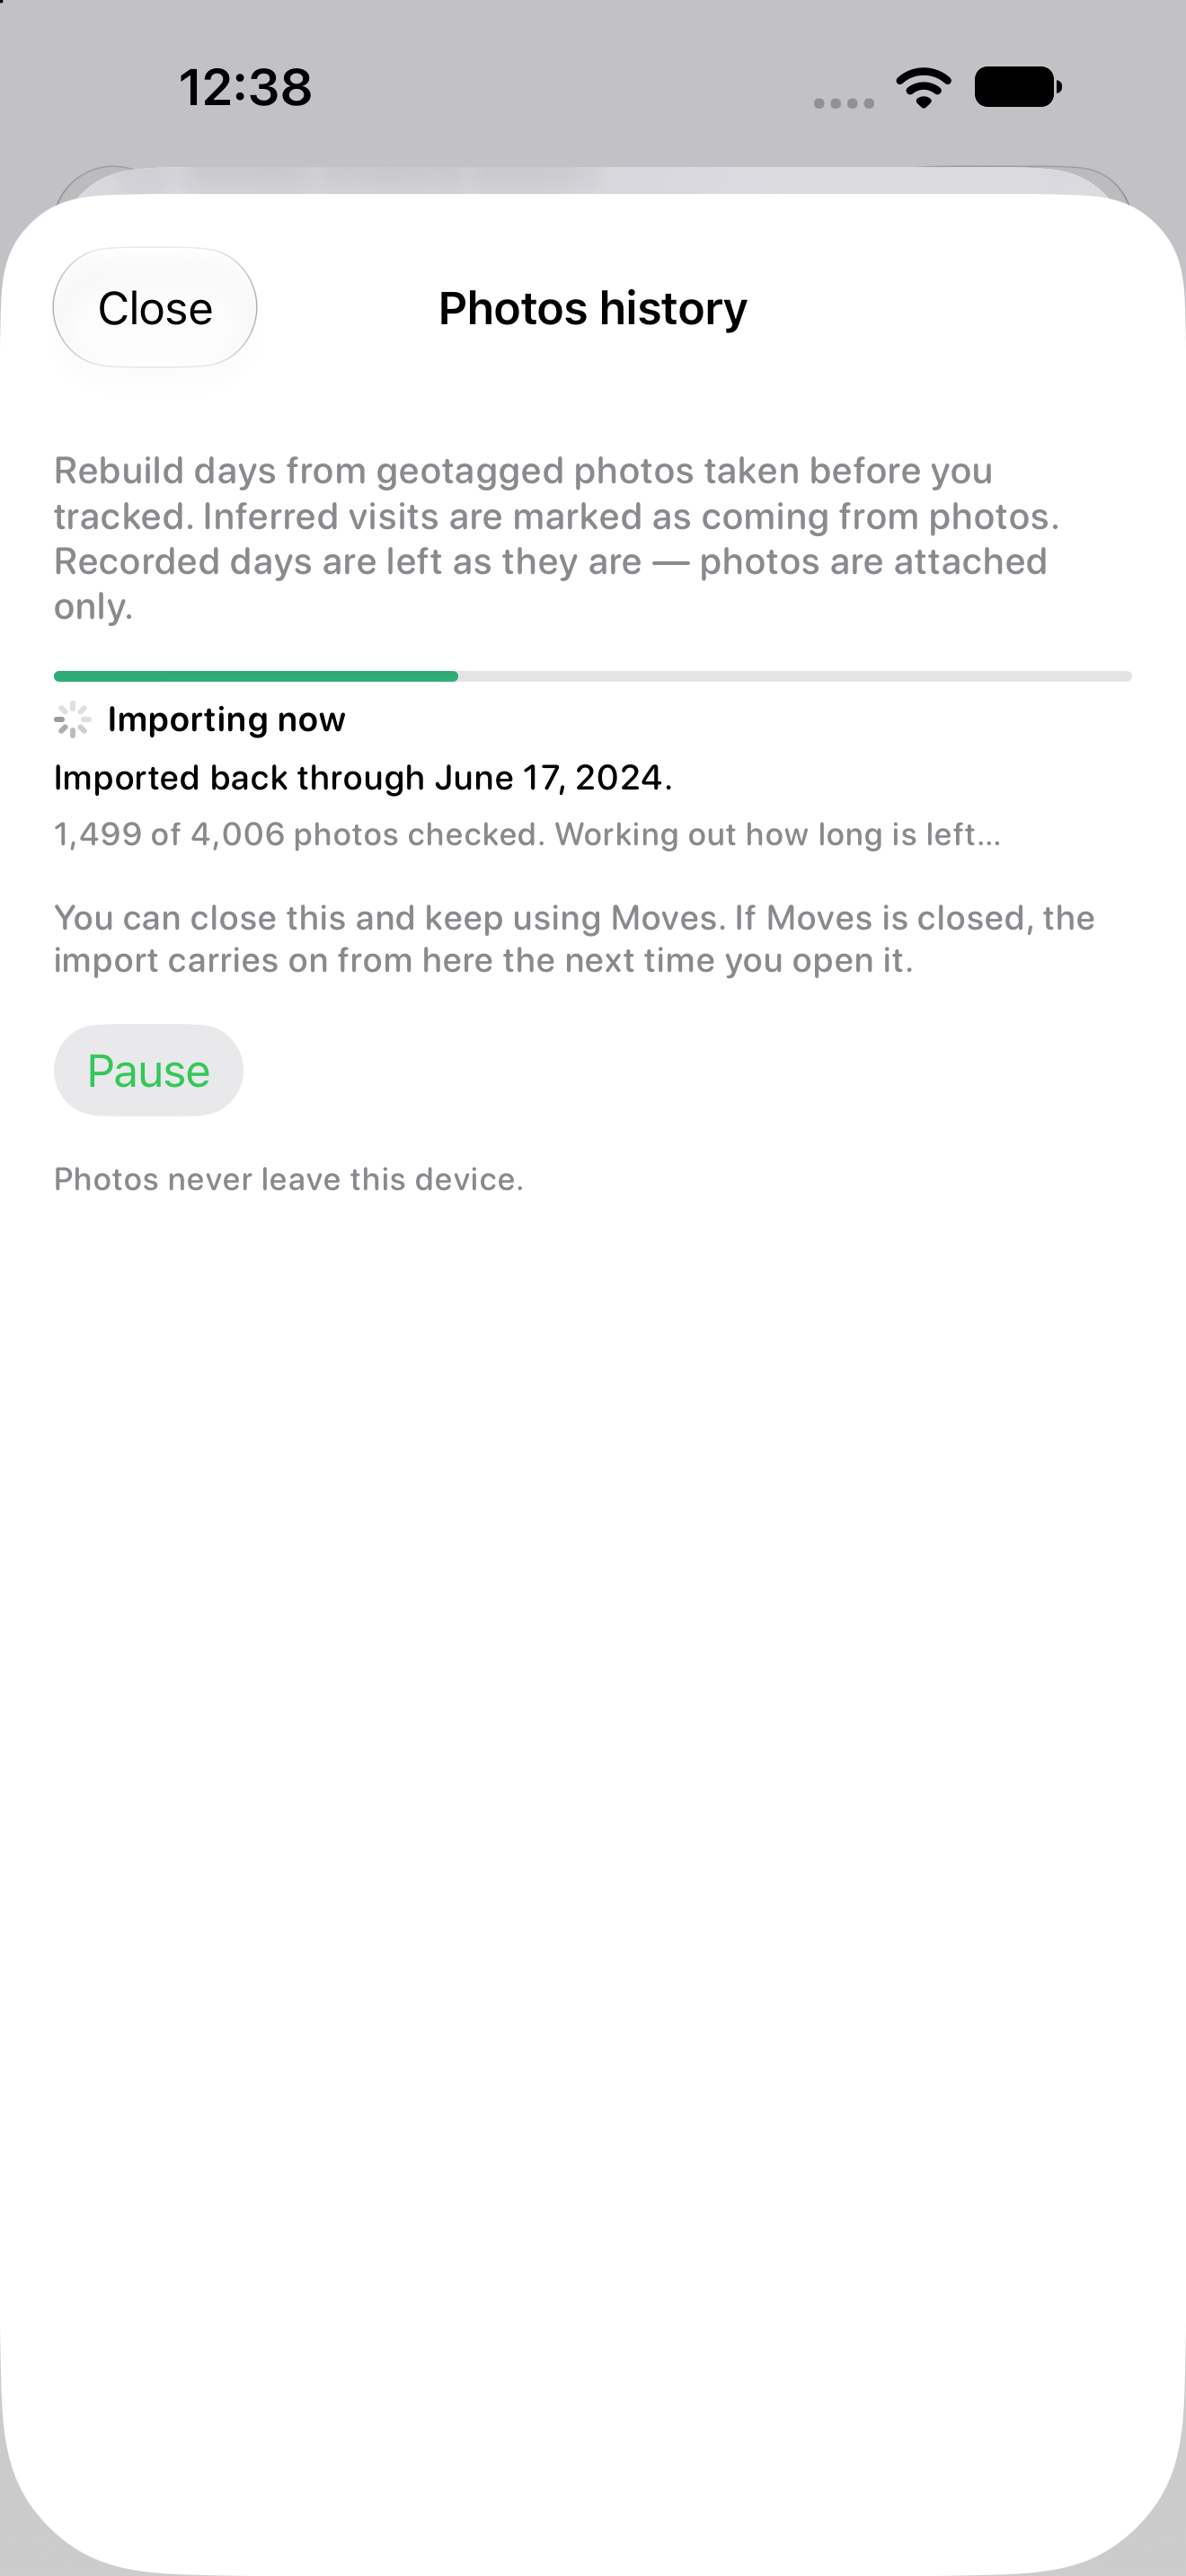 12:38
Close
Photos history
Rebuild days from geotagged photos taken before you
tracked. Inferred visits are marked as coming from photos.
Recorded days are left as they are — photos are attached
only.
Importing now
Imported back through June 17, 2024.
1,499 of 4,006 photos checked. Working out how long is left...
You can close this and keep using Moves. If Moves is closed, the
import carries on from here the next time you open it.
Pause
Photos never leave this device.